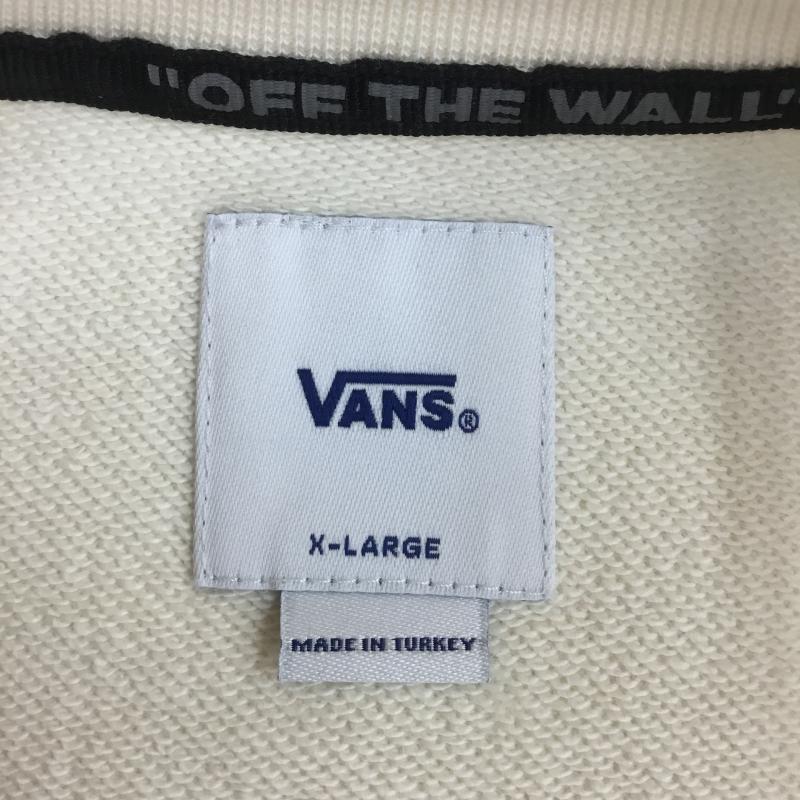 "OFF THE WALL"
VANS®
X-LARGE
MADE IN TURKEY